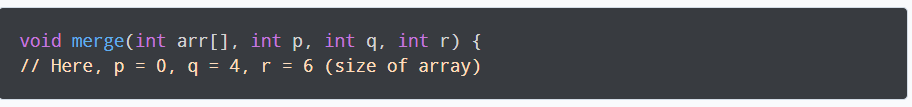 void merge(int arr[], int p, int q, int r) {
// Here, p = 0, q = 4, r = 6 (size of array)